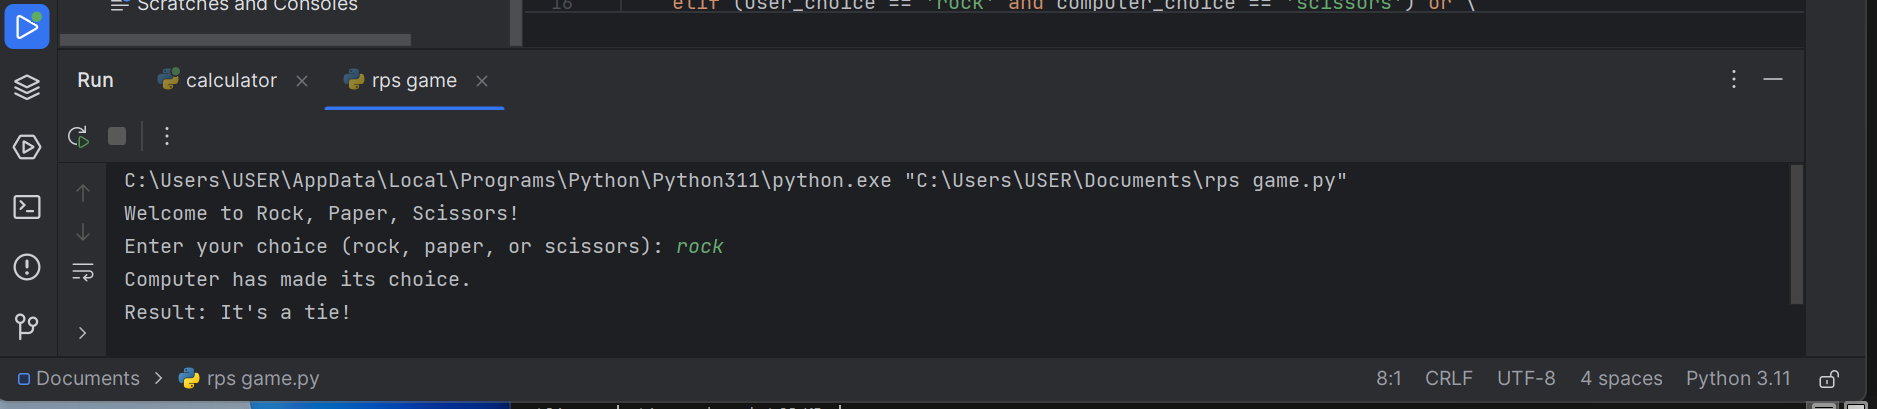 Scratches and Consoles
16 elif (user_choice == 'rock' and computer_choice == 'scissors') or \
Run calculator rps game
C:\Users\USER\AppData\Local\Programs\Python\Python311\python.exe "C:\Users\USER\Documents\rps game.py"
Welcome to Rock, Paper, Scissors!
Enter your choice (rock, paper, or scissors): rock
Computer has made its choice.
Result: It's a tie!
Documents > rps game.py 8:1 CRLF UTF-8 4 spaces Python 3.11